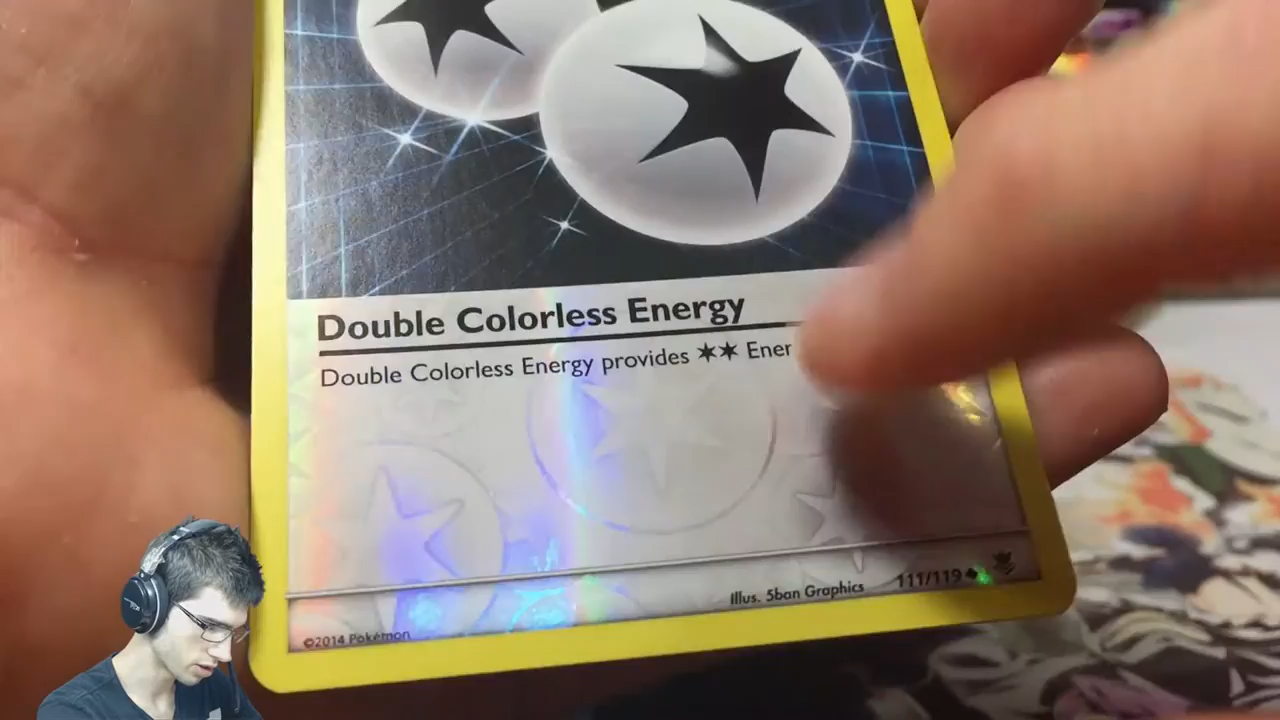 Double Colorless Energy
Double Colorless Energy provides ✶✶ Ener
Illus. 5ban Graphics 111/119
©2014 Pokémon